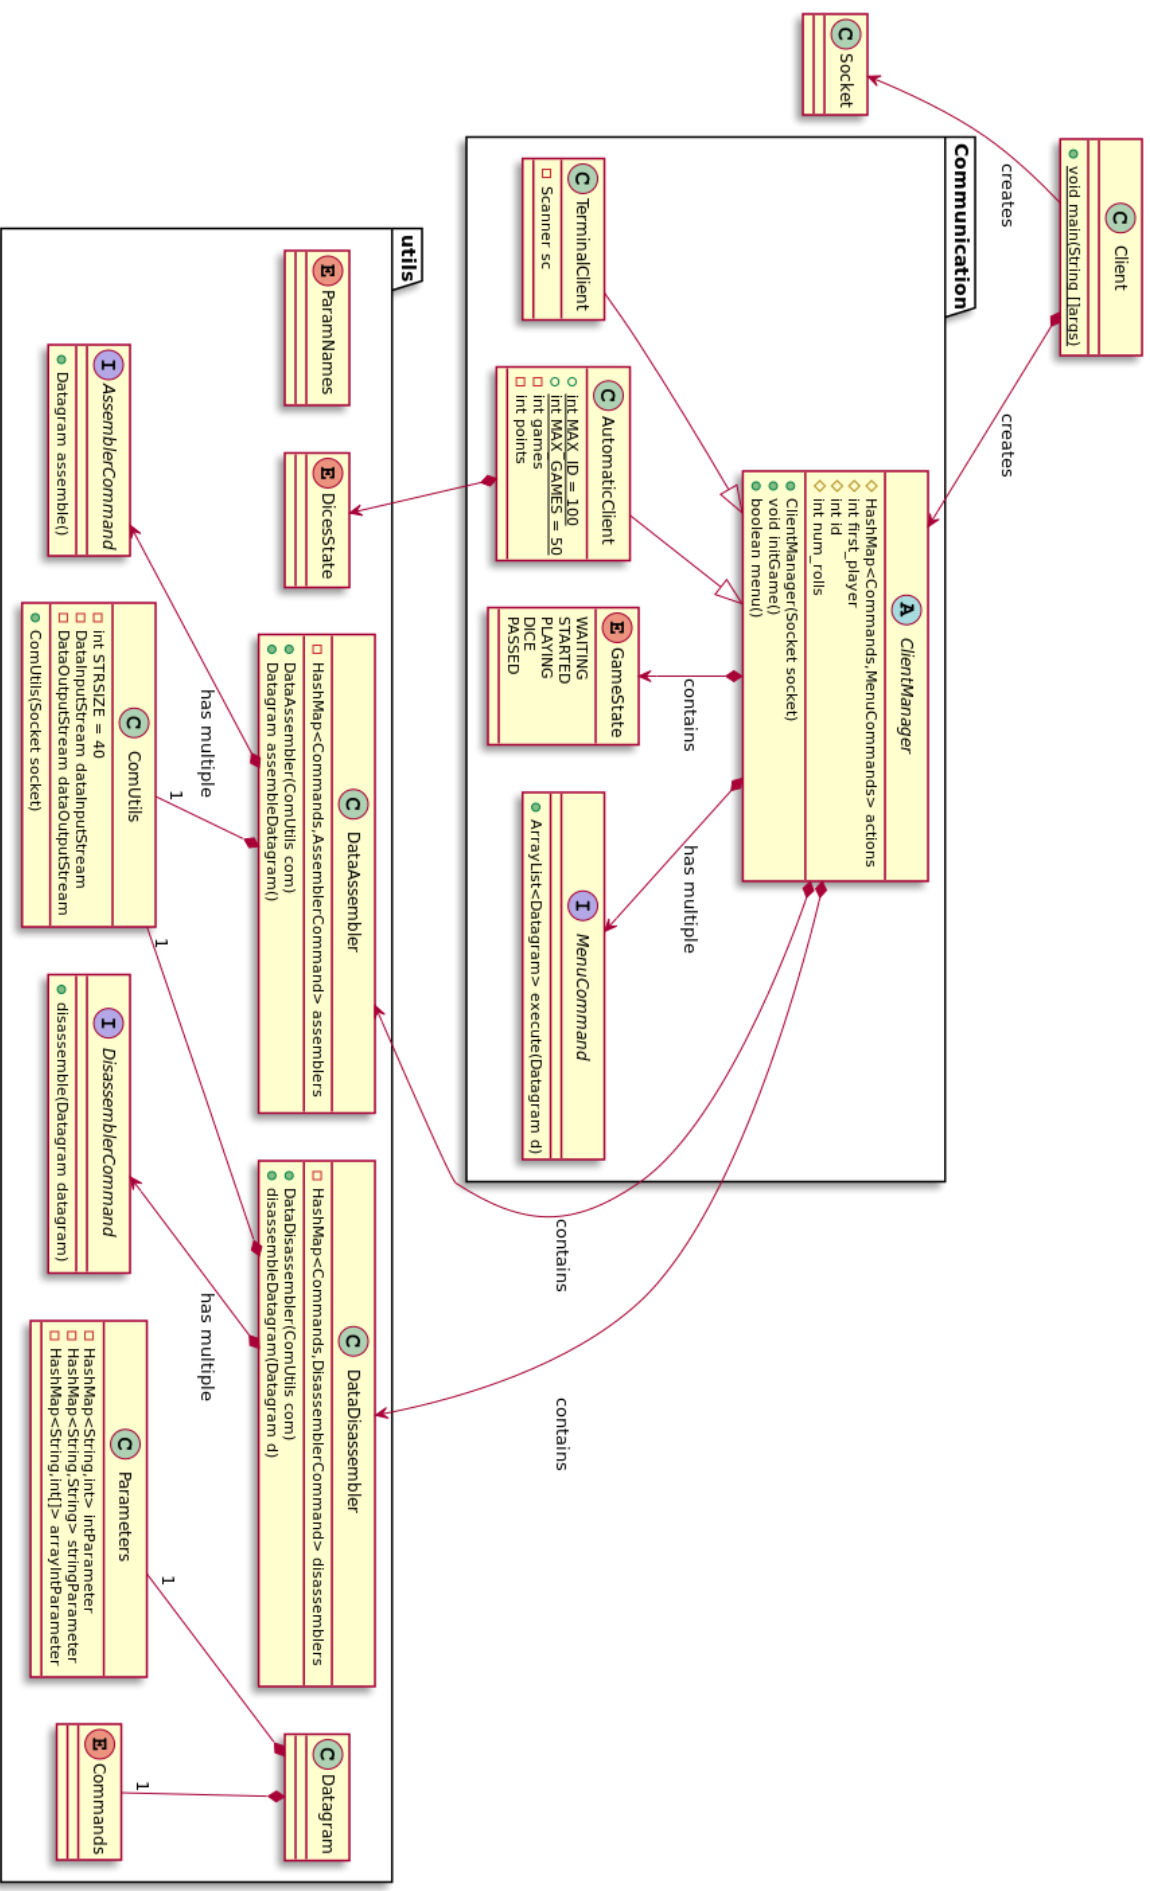 C Client
void main(String []args)
creates
creates
C Socket
Communication
A ClientManager
HashMap<Commands,MenuCommands> actions
int first_player
int id
int num_rolls
ClientManager(Socket socket)
void initGame()
boolean menu()
contains
has multiple
C TerminalClient
Scanner sc
C AutomaticClient
int MAX_ID = 100
int MAX_GAMES = 50
int games
int points
E GameState
WAITING
STARTED
PLAYING
DICE
PASSED
I MenuCommand
ArrayList<Datagram> execute(Datagram d)
contains
contains
utils
E ParamNames
E DicesState
C DataAssembler
HashMap<Commands,AssemblerCommand> assemblers
DataAssembler(ComUtils com)
Datagram assembleDatagram()
C DataDisassembler
HashMap<Commands,DisassemblerCommand> disassemblers
DataDisassembler(ComUtils com)
disassembleDatagram(Datagram d)
C Datagram
has multiple
1
1
has multiple
1
1
I AssemblerCommand
Datagram assemble()
C ComUtils
int STRSIZE = 40
DataInputStream dataInputStream
DataOutputStream dataOutputStream
ComUtils(Socket socket)
I DisassemblerCommand
disassemble(Datagram datagram)
C Parameters
HashMap<String,int> intParameter
HashMap<String,String> stringParameter
HashMap<String,int[]> arrayIntParameter
E Commands